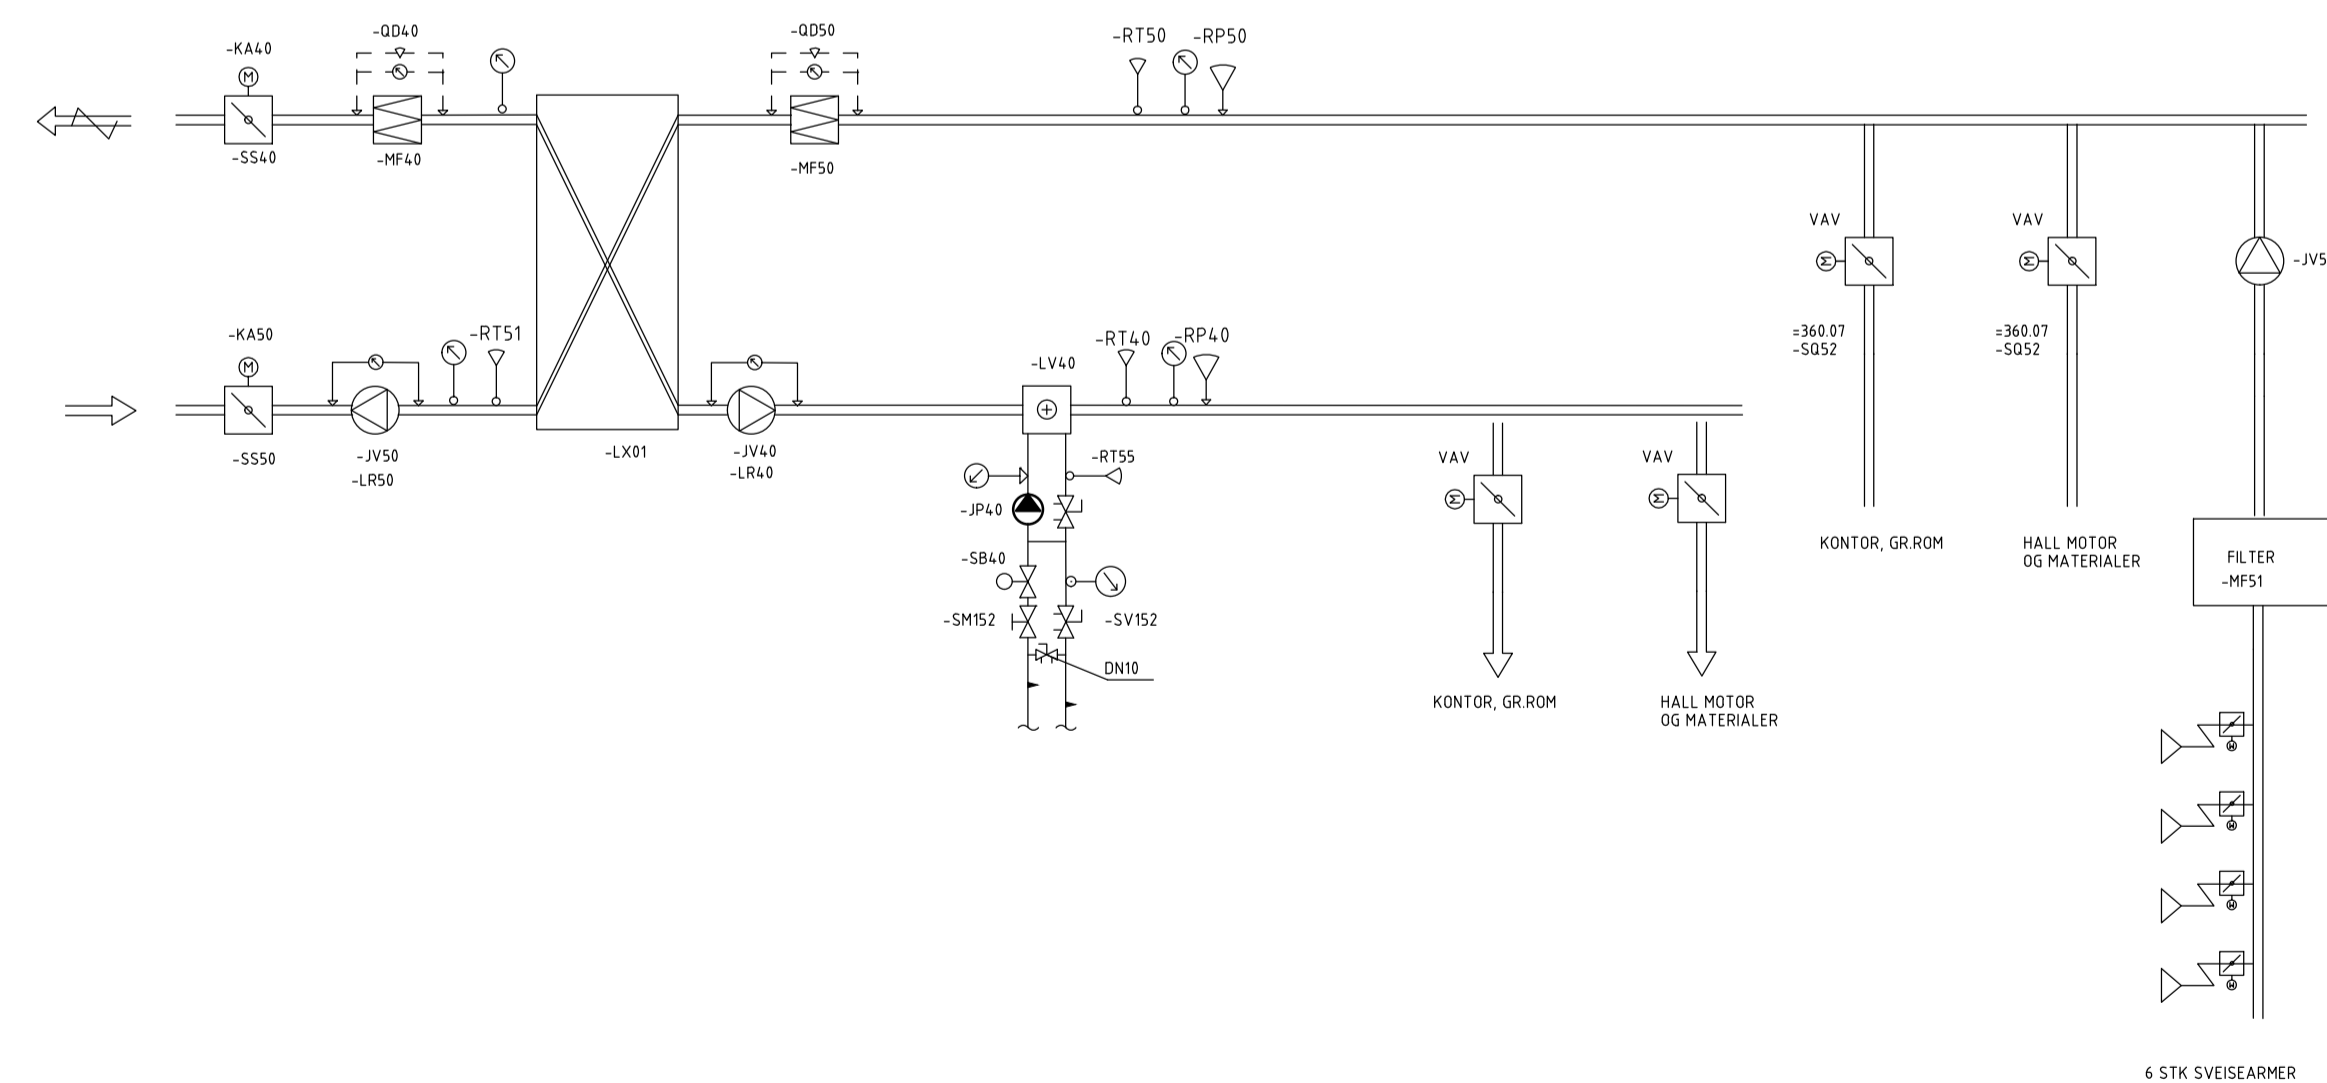 -QD40
-QD50
-RT50
-RP50
-KA40
M
-SS40
-MF40
-MF50
VAV
VAV
-JV5
M
M
-KA50
-RT51
-RT40
-RP40
=360.07
-SQ52
=360.07
-SQ52
M
-LV40
-SS50
-JV50
-LR50
-LX01
-JV40
-LR40
-RT55
VAV
VAV
M
M
-JP40
KONTOR, GR.ROM
HALL MOTOR
OG MATERIALER
FILTER
-MF51
-SB40
-SM152
-SV152
DN10
KONTOR, GR.ROM
HALL MOTOR
OG MATERIALER
M
M
M
M
6 STK SVEISEARMER